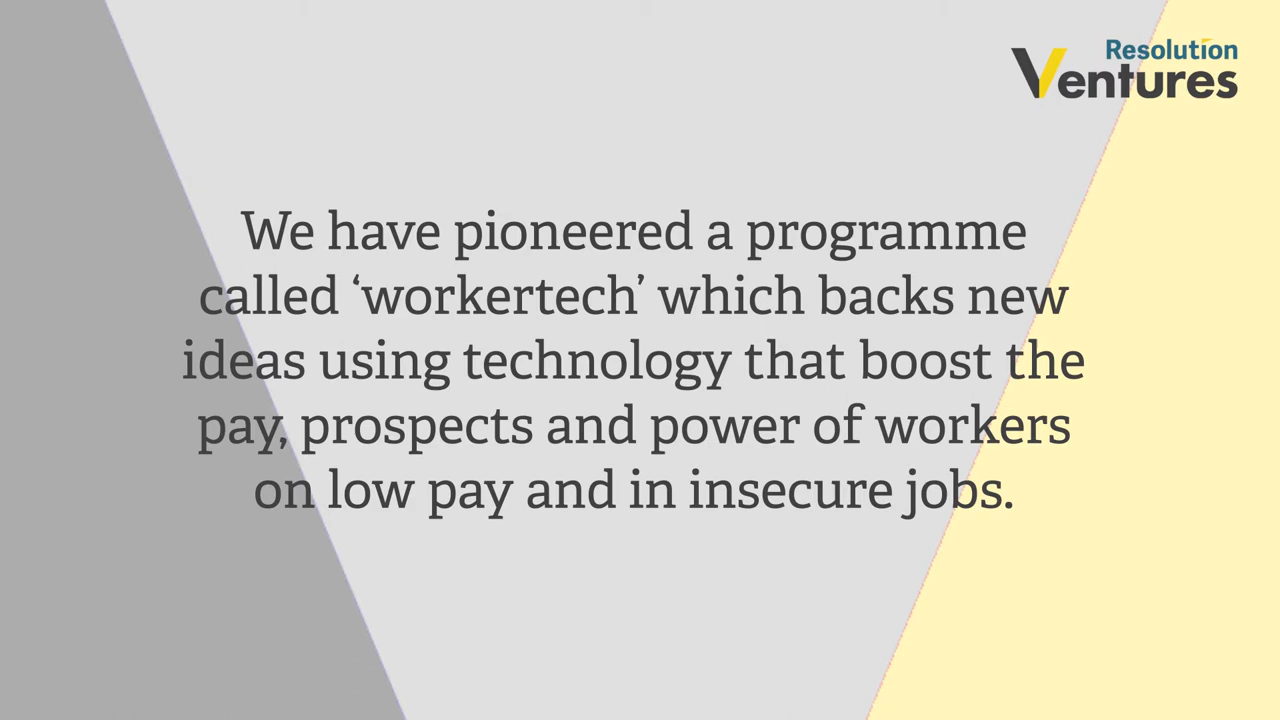 Resolution
Ventures
We have pioneered a programme
called ‘workertech’ which backs new
ideas using technology that boost the
pay, prospects and power of workers
on low pay and in insecure jobs.